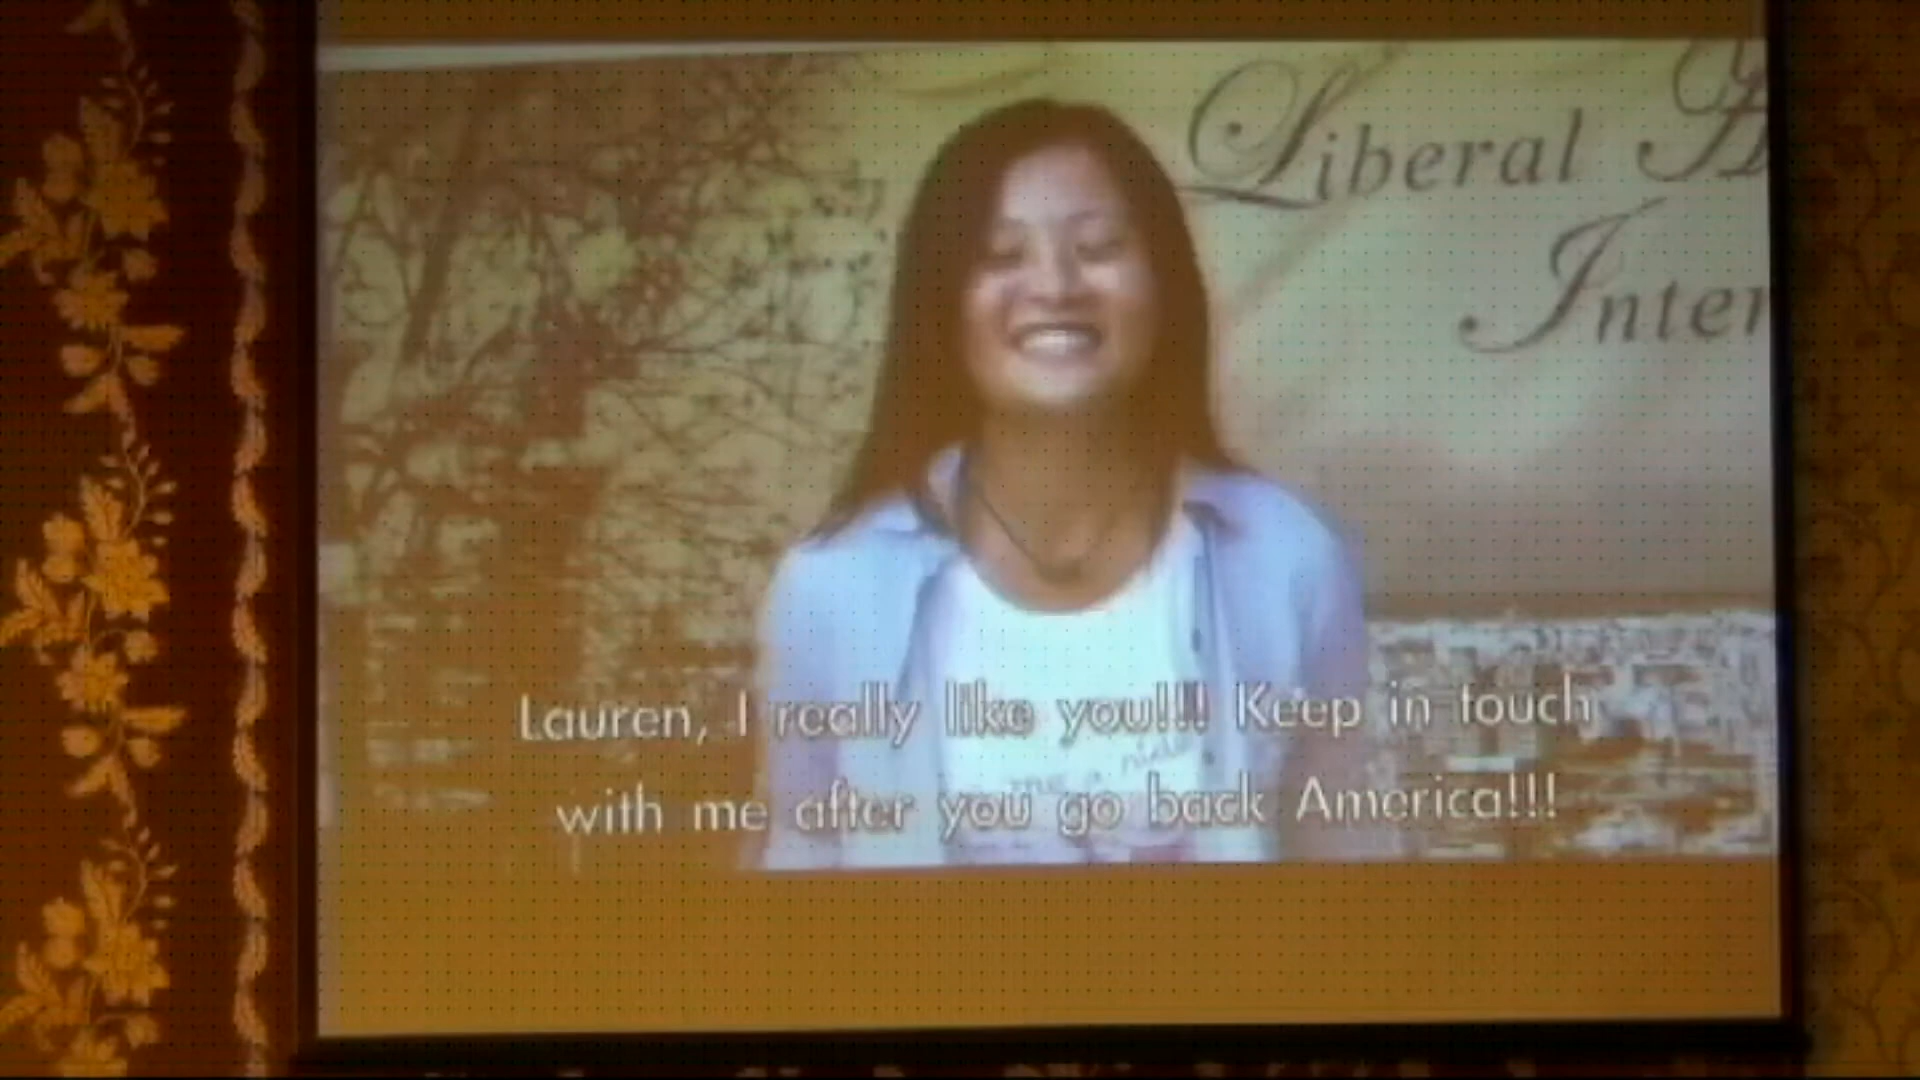 Liberal A
Inter
Lauren, I really like you!!! Keep in touch
with me after you go back America!!!